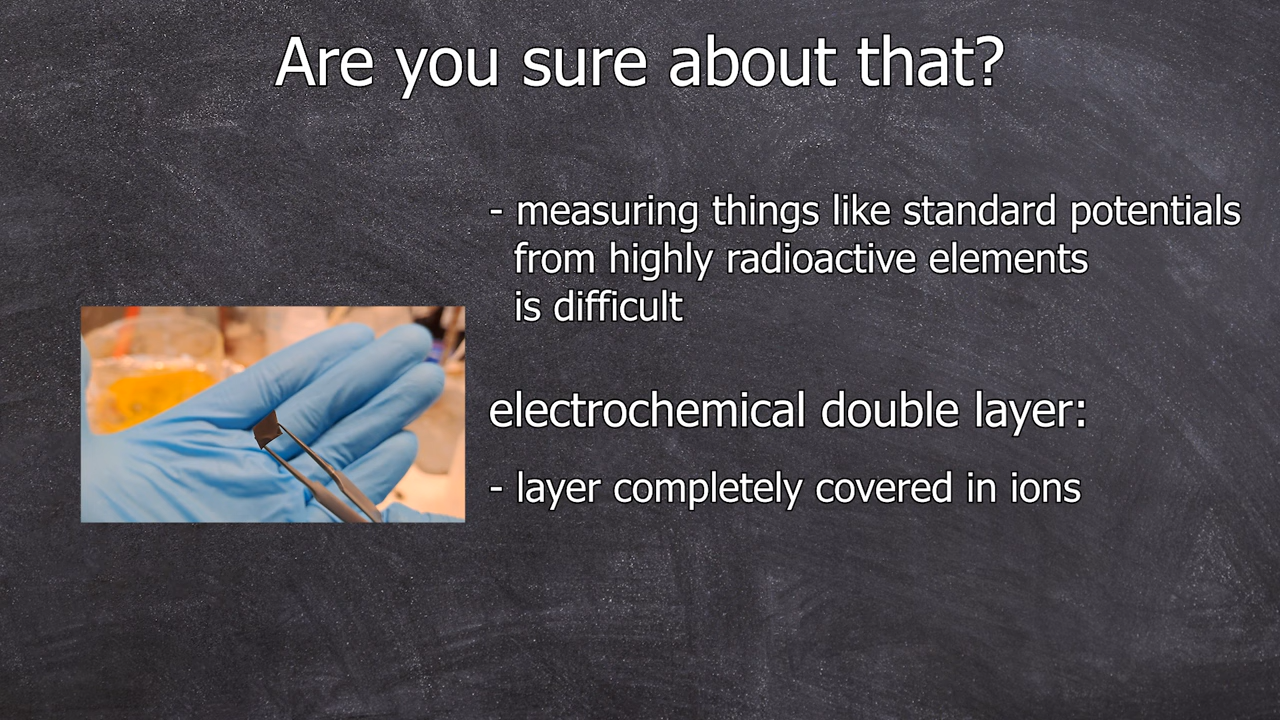 Are you sure about that?
- measuring things like standard potentials
from highly radioactive elements
is difficult
electrochemical double layer:
- layer completely covered in ions